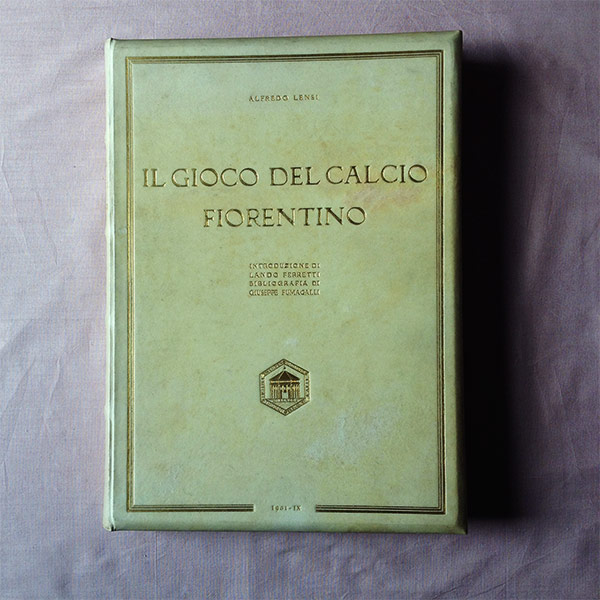 ALFREDO LENSI
IL GIOCO DEL CALCIO
FIORENTINO
INTRODUZIONE DI
LANDO FERRETTI
BIBLIOGRAFIA DI
GIUSEPPE FUMAGALLI
1931-IX